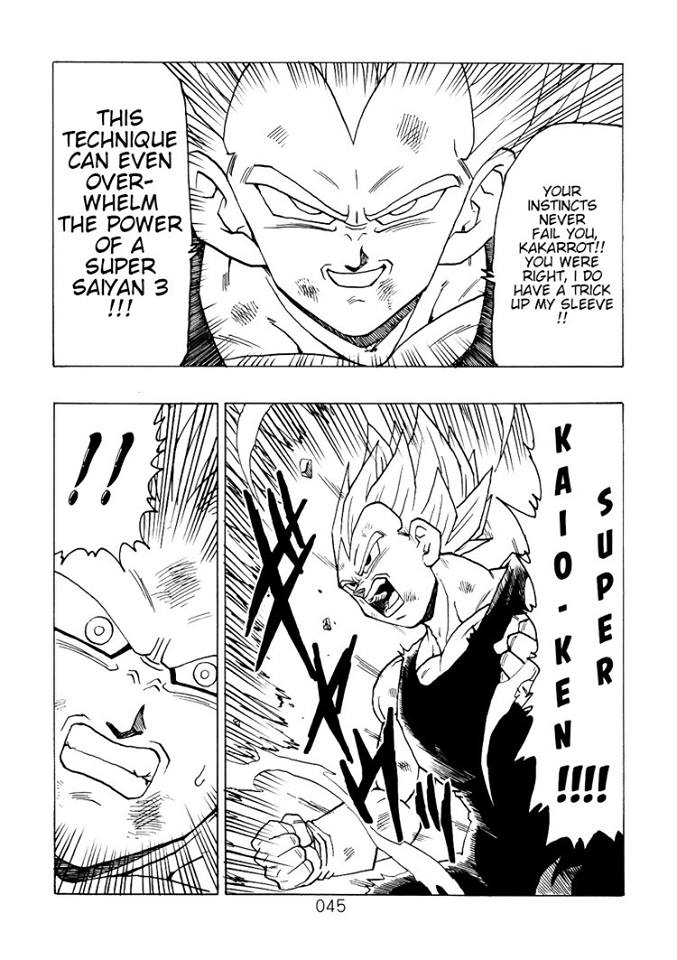 YOUR
INSTINCTS
NEVER
FAIL YOU,
KAKARROT!!
YOU WERE
RIGHT, I DO
HAVE A TRICK
UP MY SLEEVE
!!
THIS
TECHNIQUE
CAN EVEN
OVER-
WHELM
THE POWER
OF A
SUPER
SAIYAN 3
!!!
SUPER
KAIO-KEN!!!!
!!
045